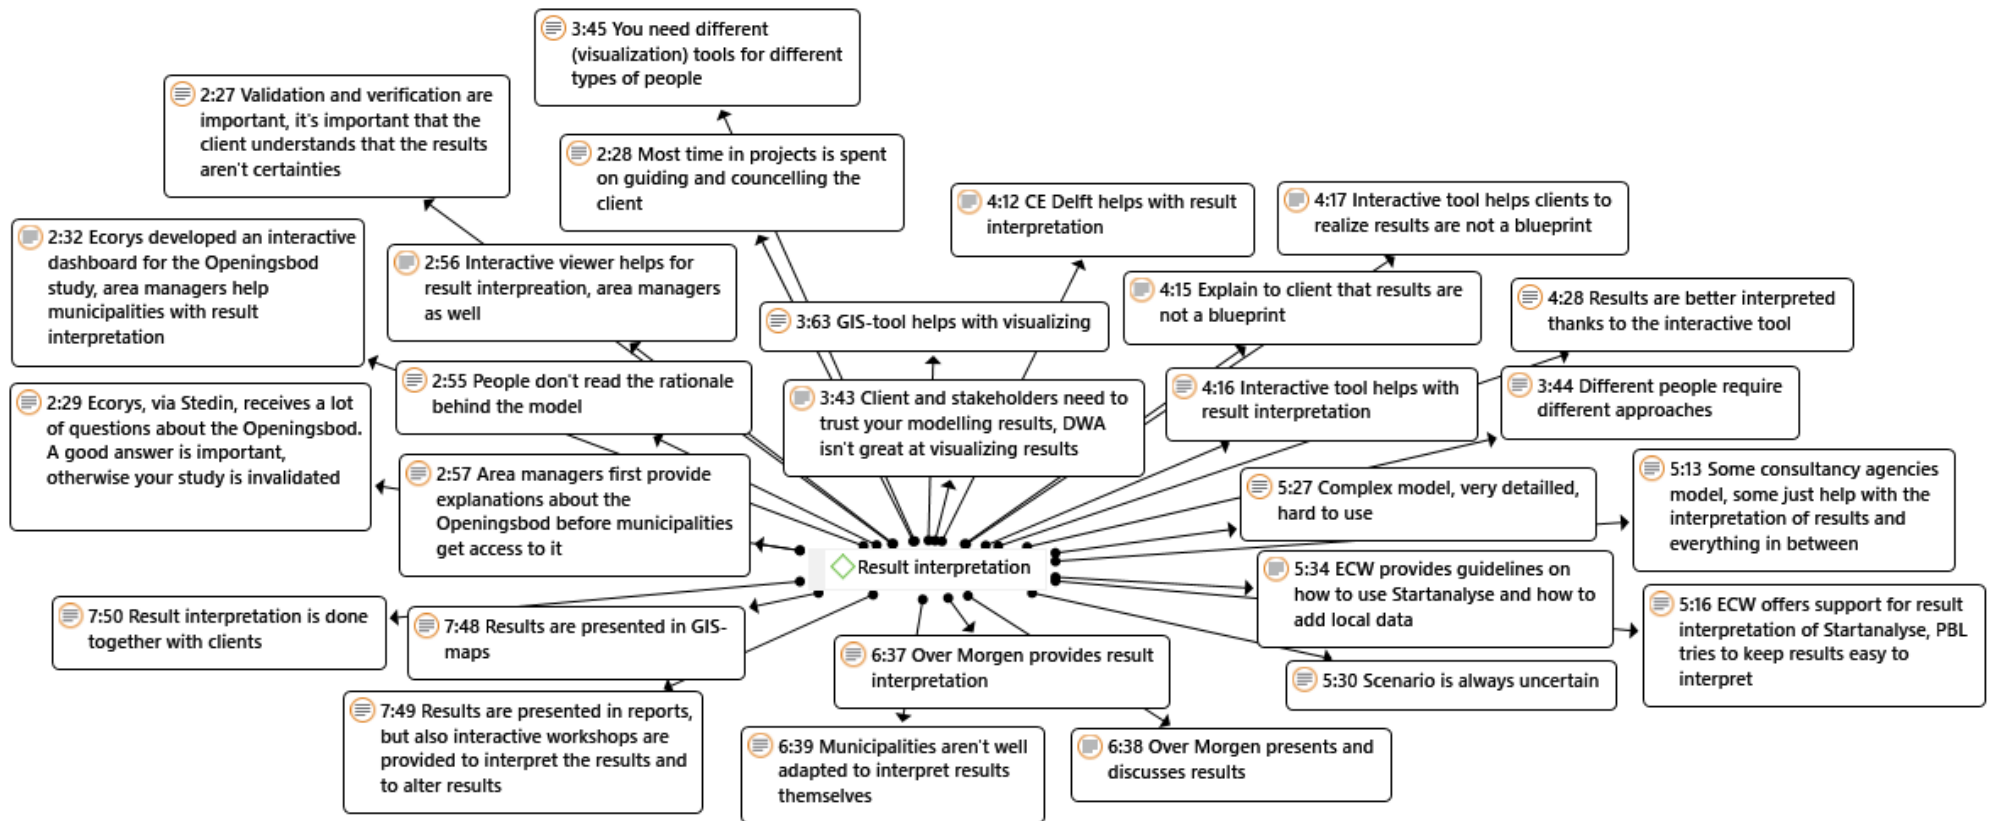 3:45 You need different
(visualization) tools for different
types of people
2:27 Validation and verification are
important, it's important that the
client understands that the results
aren't certainties
2:28 Most time in projects is spent
on guiding and councelling the
client
4:12 CE Delft helps with result
interpretation
4:17 Interactive tool helps clients to
realize results are not a blueprint
2:32 Ecorys developed an interactive
dashboard for the Openingsbod
study, area managers help
municipalities with result
interpretation
2:56 Interactive viewer helps for
result interpreation, area managers
as well
3:63 GIS-tool helps with visualizing
4:15 Explain to client that results are
not a blueprint
4:28 Results are better interpreted
thanks to the interactive tool
2:55 People don't read the rationale
behind the model
3:43 Client and stakeholders need to
trust your modelling results, DWA
isn't great at visualizing results
4:16 Interactive tool helps with
result interpretation
3:44 Different people require
different approaches
2:29 Ecorys, via Stedin, receives a lot
of questions about the Openingsbod.
A good answer is important,
otherwise your study is invalidated
2:57 Area managers first provide
explanations about the
Openingsbod before municipalities
get access to it
5:27 Complex model, very detailled,
hard to use
5:13 Some consultancy agencies
model, some just help with the
interpretation of results and
everything in between
Result interpretation
5:34 ECW provides guidelines on
how to use Startanalyse and how to
add local data
5:16 ECW offers support for result
interpretation of Startanalyse, PBL
tries to keep results easy to
interpret
7:50 Result interpretation is done
together with clients
7:48 Results are presented in GIS-
maps
6:37 Over Morgen provides result
interpretation
5:30 Scenario is always uncertain
7:49 Results are presented in reports,
but also interactive workshops are
provided to interpret the results and
to alter results
6:39 Municipalities aren't well
adapted to interpret results
themselves
6:38 Over Morgen presents and
discusses results